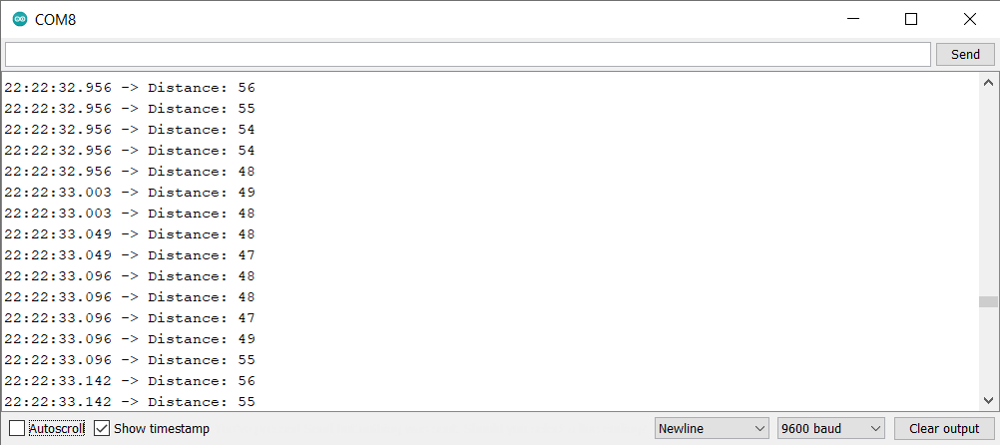 COM8
Send
22:22:32.956 -> Distance: 56
22:22:32.956 -> Distance: 55
22:22:32.956 -> Distance: 54
22:22:32.956 -> Distance: 54
22:22:32.956 -> Distance: 48
22:22:33.003 -> Distance: 49
22:22:33.003 -> Distance: 48
22:22:33.049 -> Distance: 48
22:22:33.049 -> Distance: 47
22:22:33.096 -> Distance: 48
22:22:33.096 -> Distance: 48
22:22:33.096 -> Distance: 47
22:22:33.096 -> Distance: 49
22:22:33.096 -> Distance: 55
22:22:33.142 -> Distance: 56
22:22:33.142 -> Distance: 55
Autoscroll Show timestamp Newline 9600 baud Clear output